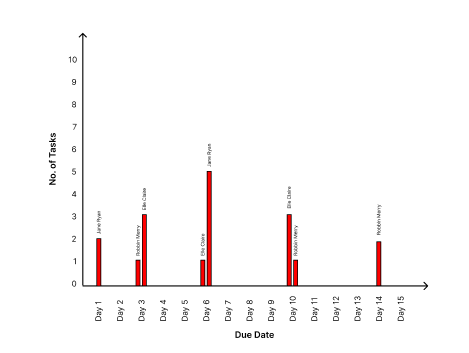 No. of Tasks
10
9
8
7
6
5
4
3
2
1
0
Jane Ryan
Robbin Merry
Elle Claire
Elle Claire
Jane Ryan
Elle Claire
Robbin Merry
Robbin Merry
Day 1
Day 2
Day 3
Day 4
Day 5
Day 6
Day 7
Day 8
Day 9
Day 10
Day 11
Day 12
Day 13
Day 14
Day 15
Due Date